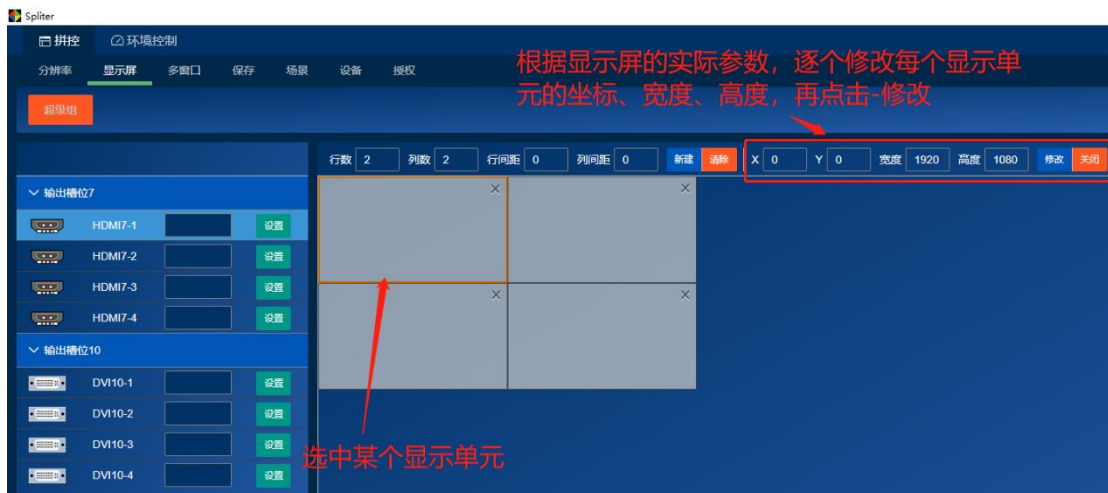 Spliter
拼控 环境控制
分辨率 显示屏 多窗口 保存 场景 设备 授权
根据显示屏的实际参数，逐个修改每个显示单
元的坐标、宽度、高度，再点击-修改
超级组
行数 2 列数 2 行间距 0 列间距 0 新建 清除 X 0 Y 0 宽度 1920 高度 1080 修改 关闭
输出槽位7
HDMI7-1 设置
HDMI7-2 设置
HDMI7-3 设置
HDMI7-4 设置
输出槽位10
DVI10-1 设置
DVI10-2 设置
DVI10-3 设置
选中某个显示单元
DVI10-4 设置